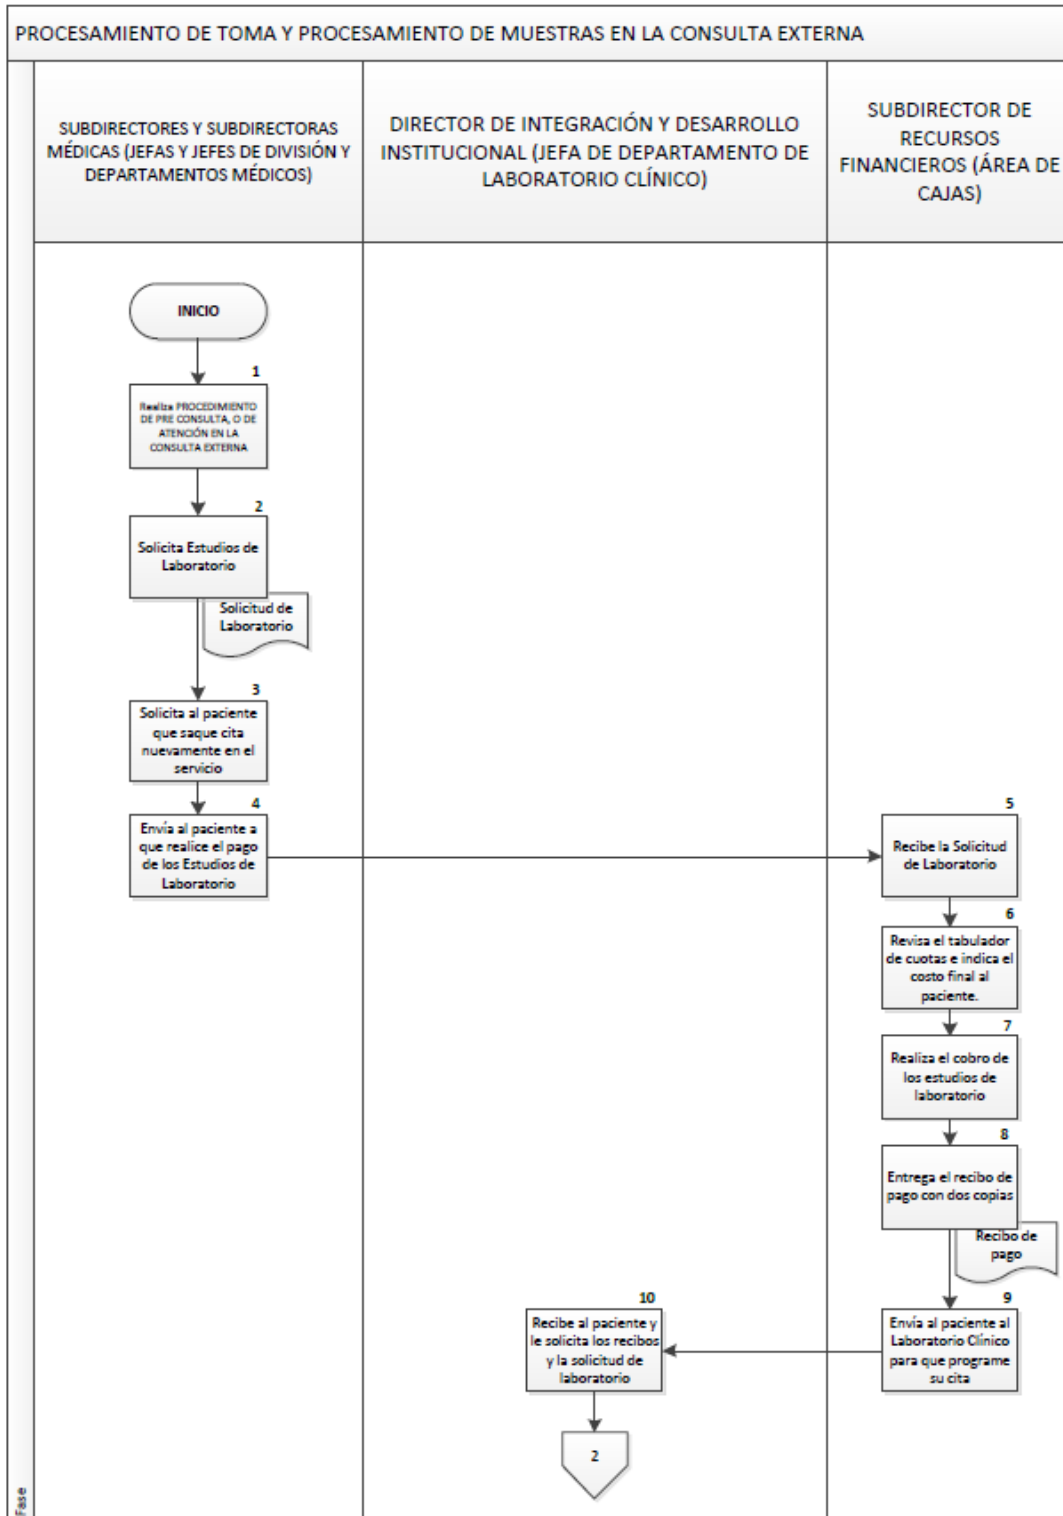 PROCESAMIENTO DE TOMA Y PROCESAMIENTO DE MUESTRAS EN LA CONSULTA EXTERNA
SUBDIRECTORES Y SUBDIRECTORAS
MÉDICAS (JEFAS Y JEFES DE DIVISIÓN Y
DEPARTAMENTOS MÉDICOS)
DIRECTOR DE INTEGRACIÓN Y DESARROLLO
INSTITUCIONAL (JEFA DE DEPARTAMENTO DE
LABORATORIO CLÍNICO)
SUBDIRECTOR DE
RECURSOS
FINANCIEROS (ÁREA DE
CAJAS)
INICIO
1
Realiza PROCEDIMIENTO
DE PRE CONSULTA, O DE
ATENCIÓN EN LA
CONSULTA EXTERNA
2
Solicita Estudios de
Laboratorio
Solicitud de
Laboratorio
3
Solicita al paciente
que saque cita
nuevamente en el
servicio
4
Envía al paciente a
que realice el pago
de los Estudios de
Laboratorio
5
Recibe la Solicitud
de Laboratorio
6
Revisa el tabulador
de cuotas e indica el
costo final al
paciente.
7
Realiza el cobro de
los estudios de
laboratorio
8
Entrega el recibo de
pago con dos copias
Recibo de
pago
9
Envía al paciente al
Laboratorio Clínico
para que programe
su cita
10
Recibe al paciente y
le solicita los recibos
y la solicitud de
laboratorio
2
Fase